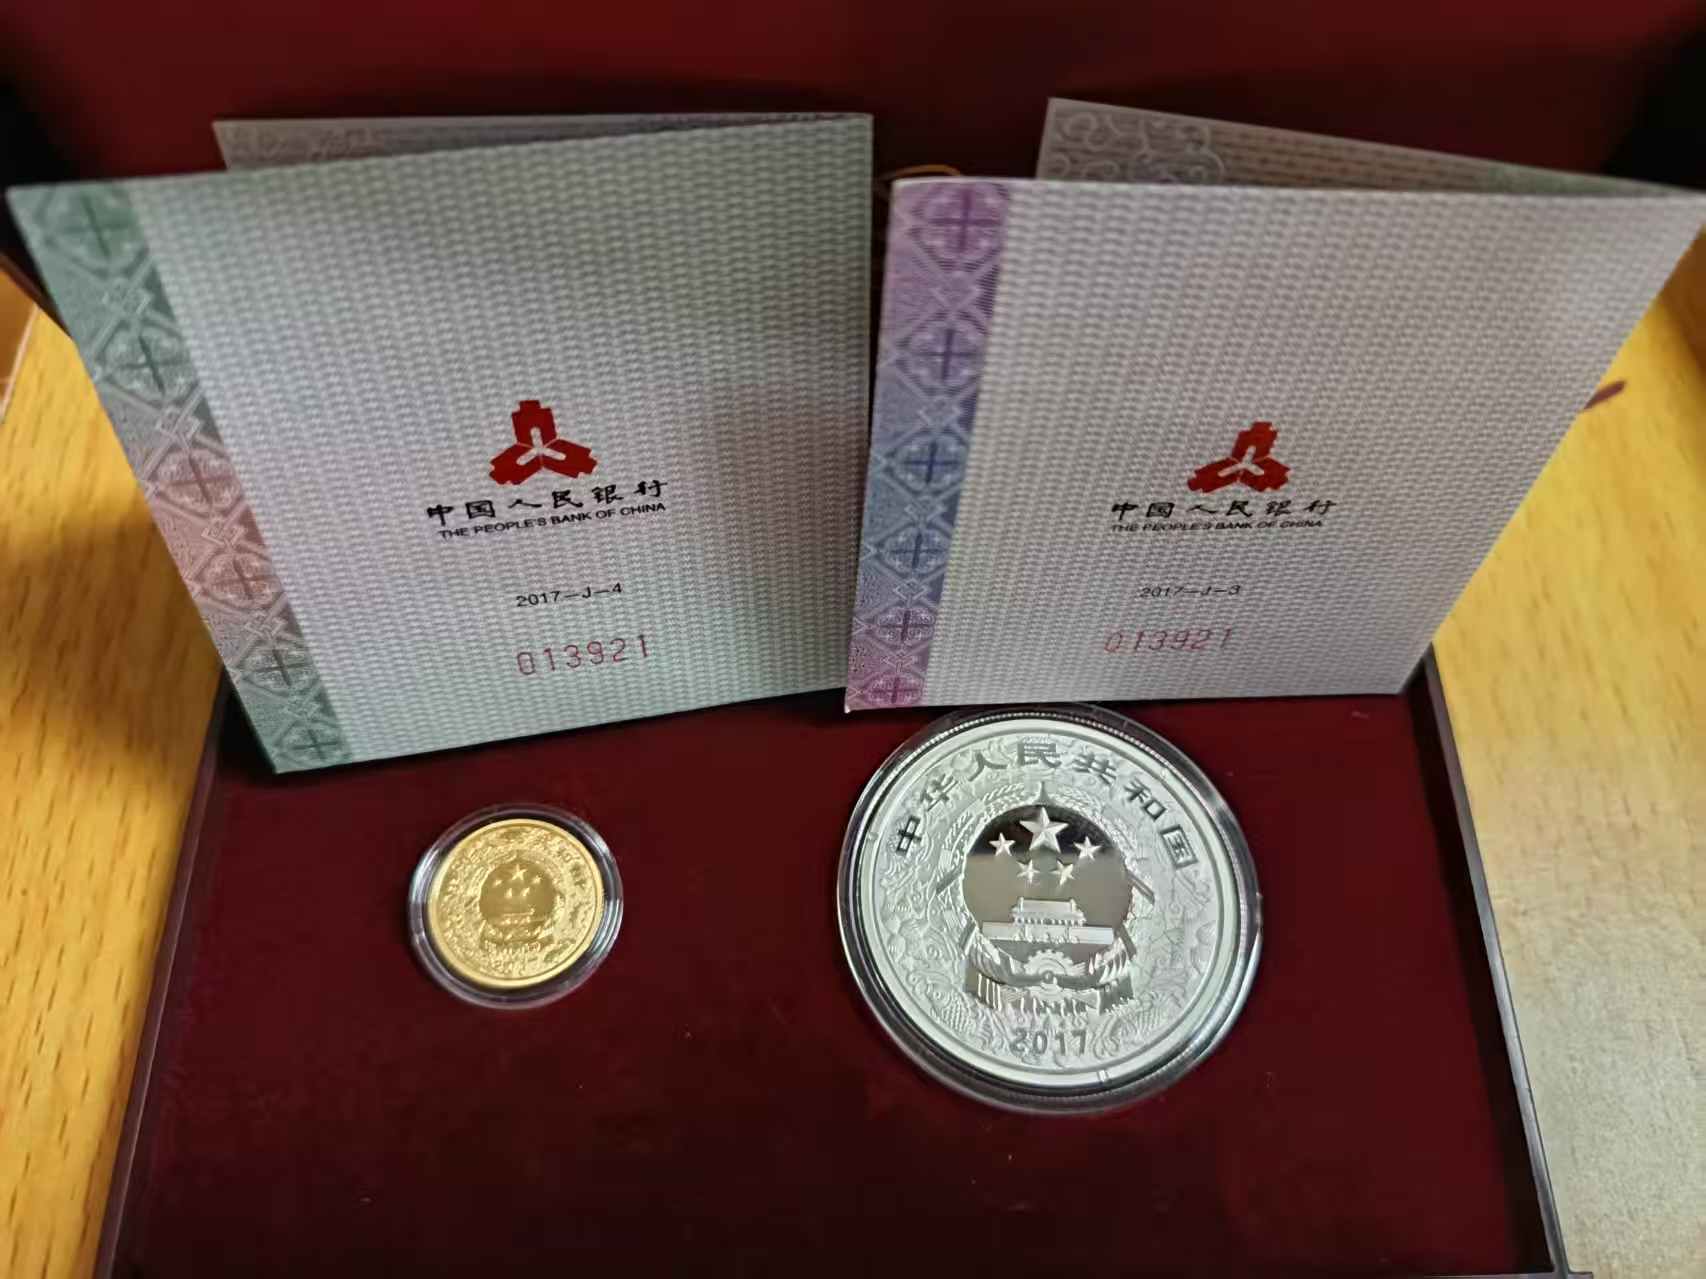 中国人民银行
THE PEOPLE'S BANK OF CHINA
2017-J-4
013921
中国人民银行
THE PEOPLE'S BANK OF CHINA
2017-J-3
013921
中华人民共和国
2017